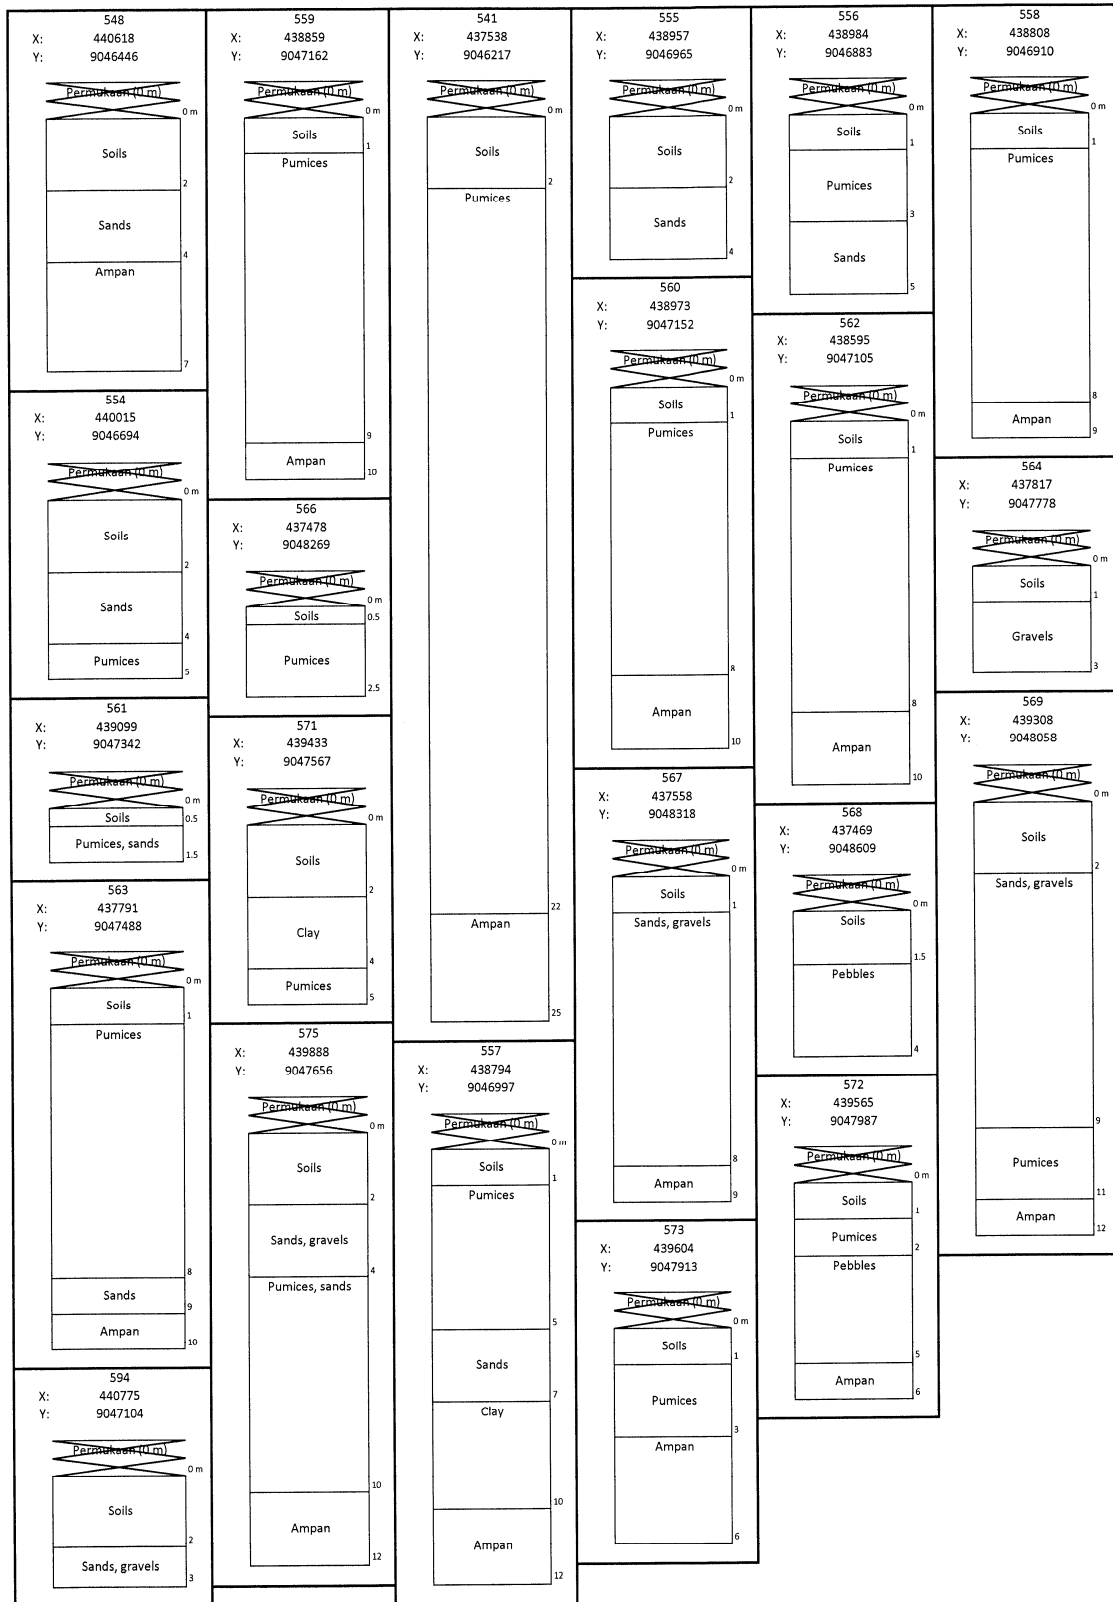 548
X: 440618
Y: 9046446
Permukaan (0 m)
0 m
Soils
2
Sands
4
Ampan
7
554
X: 440015
Y: 9046694
Permukaan (0 m)
0 m
Soils
2
Sands
4
Pumices
5
561
X: 439099
Y: 9047342
Permukaan (0 m)
0 m
Soils
0.5
Pumices, sands
1.5
563
X: 437791
Y: 9047488
Permukaan (0 m)
0 m
Soils
1
Pumices
8
Sands
9
Ampan
10
594
X: 440775
Y: 9047104
Permukaan (0 m)
0 m
Soils
2
Sands, gravels
3
559
X: 438859
Y: 9047162
Permukaan (0 m)
0 m
Soils
1
Pumices
9
Ampan
10
566
X: 437478
Y: 9048269
Permukaan (0 m)
0 m
Soils
0.5
Pumices
2.5
571
X: 439433
Y: 9047567
Permukaan (0 m)
0 m
Soils
2
Clay
4
Pumices
5
575
X: 439888
Y: 9047656
Permukaan (0 m)
0 m
Soils
2
Sands, gravels
4
Pumices, sands
10
Ampan
12
541
X: 437538
Y: 9046217
Permukaan (0 m)
0 m
Soils
2
Pumices
22
Ampan
25
557
X: 438794
Y: 9046997
Permukaan (0 m)
0 m
Soils
1
Pumices
5
Sands
7
Clay
10
Ampan
12
555
X: 438957
Y: 9046965
Permukaan (0 m)
0 m
Soils
2
Sands
4
560
X: 438973
Y: 9047152
Permukaan (0 m)
0 m
Soils
1
Pumices
8
Ampan
10
567
X: 437558
Y: 9048318
Permukaan (0 m)
0 m
Soils
1
Sands, gravels
8
Ampan
9
573
X: 439604
Y: 9047913
Permukaan (0 m)
0 m
Soils
1
Pumices
3
Ampan
6
556
X: 438984
Y: 9046883
Permukaan (0 m)
0 m
Soils
1
Pumices
3
Sands
5
562
X: 438595
Y: 9047105
Permukaan (0 m)
0 m
Soils
1
Pumices
8
Ampan
10
568
X: 437469
Y: 9048609
Permukaan (0 m)
0 m
Soils
1.5
Pebbles
4
572
X: 439565
Y: 9047987
Permukaan (0 m)
0 m
Soils
1
Pumices
2
Pebbles
5
Ampan
6
558
X: 438808
Y: 9046910
Permukaan (0 m)
0 m
Soils
1
Pumices
8
Ampan
9
564
X: 437817
Y: 9047778
Permukaan (0 m)
0 m
Soils
1
Gravels
3
569
X: 439308
Y: 9048058
Permukaan (0 m)
0 m
Soils
2
Sands, gravels
9
Pumices
11
Ampan
12